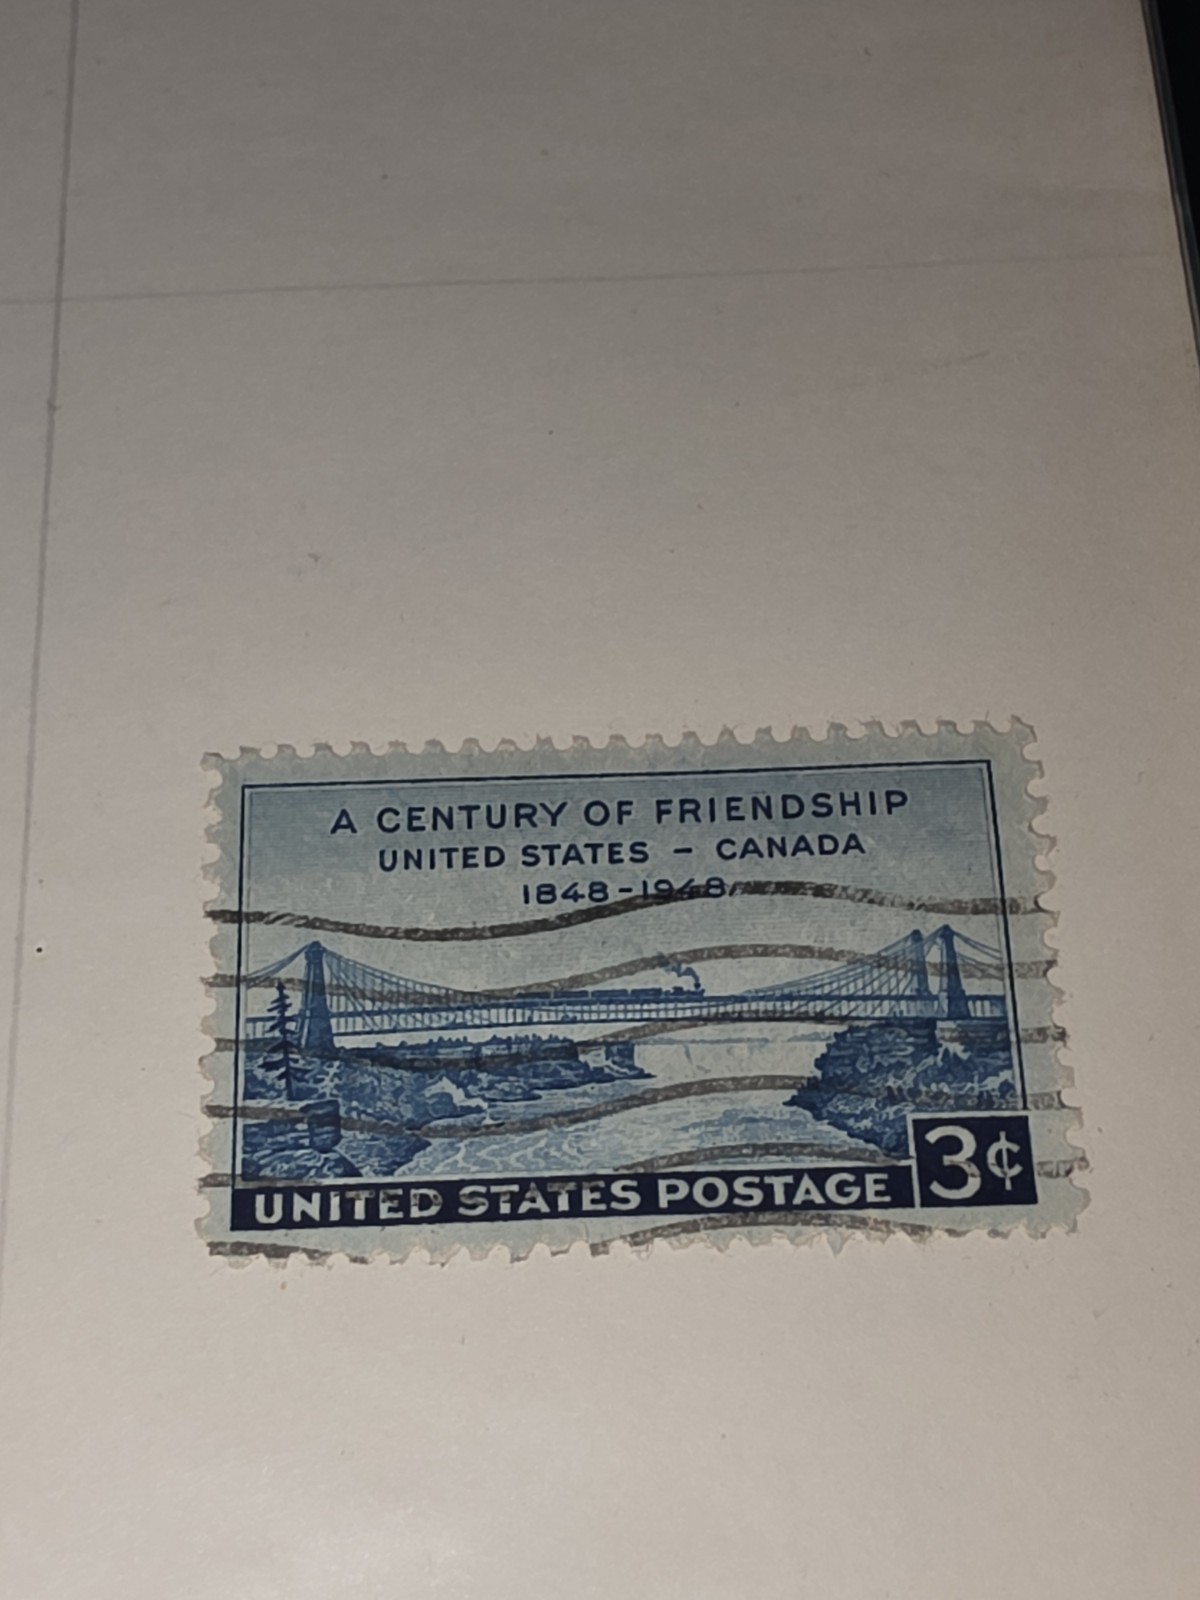 A CENTURY OF FRIENDSHIP
UNITED STATES - CANADA
1848-1948
UNITED STATES POSTAGE 3¢